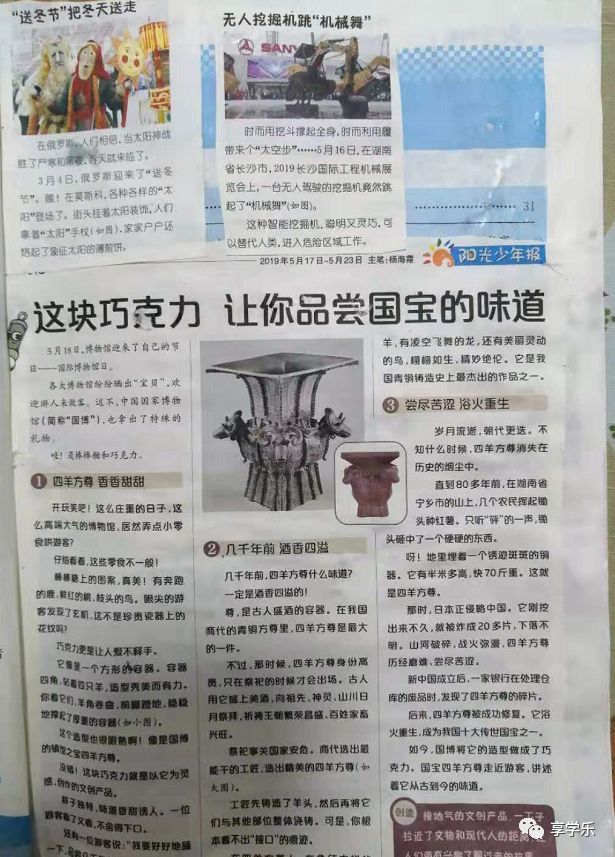 “送冬节”把冬天送走
在俄罗斯，人们相信，当太阳神战
胜了严寒和黑夜，春天就来临了。
3月4日，俄罗斯迎来了“送冬
节”。瞧！在莫斯科，各种各样的“太
阳”登场了。街头挂着太阳装饰，人们
拿着“太阳”手杖（如图），家家户户还
烙起了象征太阳的薄煎饼。
无人挖掘机跳“机械舞”
SANY
时而用挖斗撑起全身，时而利用履
带来个“太空步”……5月16日，在湖南
省长沙市，2019长沙国际工程机械展
览会上，一台无人驾驶的挖掘机竟然跳
起了“机械舞”（如图）。
这种智能挖掘机，聪明又灵巧，可
以替代人类，进入危险区域工作。
31
2019年5月17日~5月23日 主笔：杨海霞
阳光少年报
这块巧克力 让你品尝国宝的味道
5月18日，博物馆迎来了自己的节
日——国际博物馆日。
各大博物馆纷纷晒出“宝贝”，欢
迎游人来做客。这不，中国国家博物
馆（简称“国博”），也拿出了特殊的
礼物。
哇！是棒棒糖和巧克力。
1 四羊方尊 香香甜甜
开玩笑吧！这么庄重的日子，这
么高端大气的博物馆，居然弄点小零
食哄游客？
仔细看看，这些零食不一般！
棒棒糖上的图案，真美！有奔跑
的鹿，鲜红的枫，枝头的鸟。眼尖的游
客发现了玄机，这不是珍贵瓷器上的
花纹吗？
巧克力更是让人爱不释手。
它像是一个方形的容器。容器
四角，站着四只羊，造型秀美而有力。
你看它们，羊角卷曲，前脚蹬地，稳稳
地撑起了厚重的容器（如小图）。
这个造型也很眼熟啊！像是国博
的镇馆之宝四羊方尊。
没错！这块巧克力就是以它为灵
感，创作的文创产品。
样子独特，味道香甜诱人。一位
游客看了又看，不舍得下口。
还有一位游客说：“我要好好地舔
2 几千年前 酒香四溢
几千年前，四羊方尊什么味道？
一定是酒香四溢的！
尊，是古人盛酒的容器。在我国
商代的青铜方尊里，四羊方尊是最大
的一件。
不过，那时候，四羊方尊身份高
贵，只在祭祀的时候才会出场。古人
用它盛上美酒，向祖先、神灵、山川日
月祭拜，祈祷王朝繁荣昌盛，百姓家畜
兴旺。
祭祀事关国家安危。商代选出最
能干的工匠，造出精美的四羊方尊（如
大图）。
工匠先铸造了羊头，然后再将它
们与其他部位整体浇铸。可是，你根
本看不出“接口”的痕迹。
羊，有凌空飞舞的龙，还有美丽灵动
的鸟，栩栩如生，精妙绝伦。它是我
国青铜铸造史上最杰出的作品之一。
3 尝尽苦涩 浴火重生
岁月流逝，朝代更迭。不
知什么时候，四羊方尊消失在
历史的烟尘中。
直到80多年前，在湖南省
宁乡市的山上，几个农民挥起锄
头种红薯。只听“砰”的一声，锄
头砸中了一个硬硬的东西。
呀！地里埋着一个锈迹斑斑的铜
器。它有半米多高，快70斤重。这就
是四羊方尊。
那时，日本正侵略中国。它刚挖
出来不久，就被炸成20多片，下落不
明。山河破碎，战火弥漫，四羊方尊
历经磨难，尝尽苦涩。
新中国成立后，一家银行在处理仓
库的废品时，发现了四羊方尊的碎片。
后来，四羊方尊被成功修复。它浴
火重生，成为我国十大传世国宝之一。
如今，国博将它的造型做成了巧
克力。国宝四羊方尊走近游客，讲述
着它从古到今的味道。
创造 接地气的文创产品，一下子
拉近了文物和现代人的距离，让
享学乐